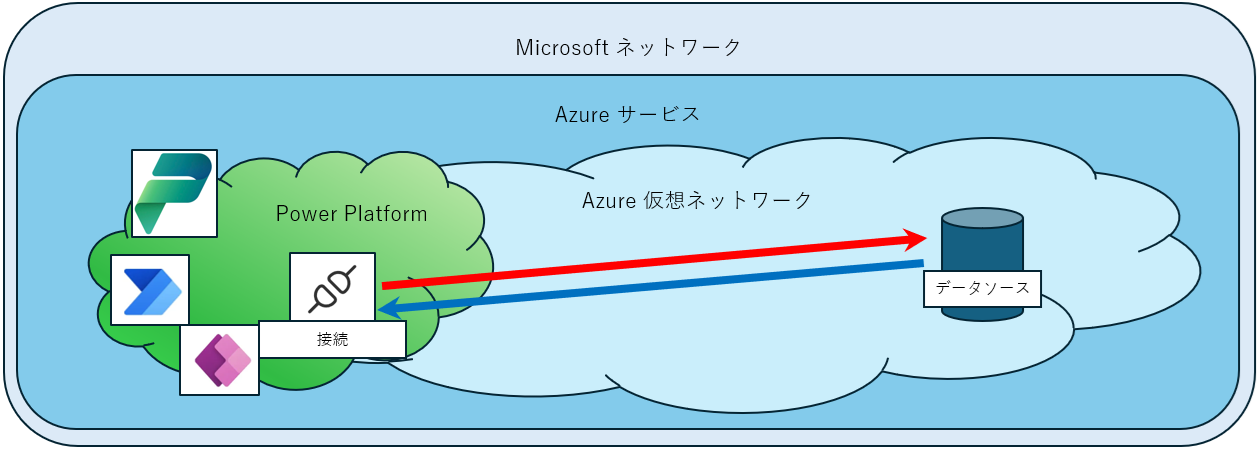 Microsoft ネットワーク
Azure サービス
Azure 仮想ネットワーク
Power Platform
データソース
接続